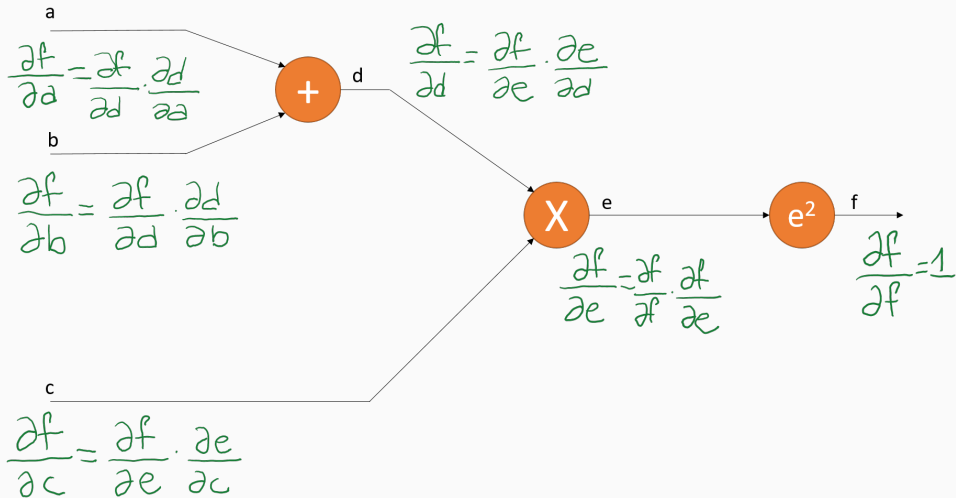 a
∂f/∂a = ∂f/∂d · ∂d/∂a
+
d
∂f/∂d = ∂f/∂e · ∂e/∂d
b
∂f/∂b = ∂f/∂d · ∂d/∂b
X
e
∂f/∂e = ∂f/∂f · ∂f/∂e
e²
f
∂f/∂f = 1
c
∂f/∂c = ∂f/∂e · ∂e/∂c